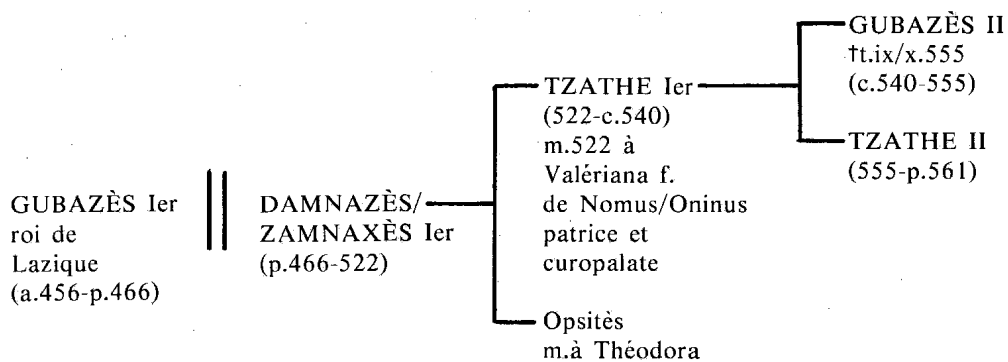 GUBAZÈS Ier
roi de
Lazique
(a.456-p.466)
DAMNAZÈS/
ZAMNAXÈS Ier
(p.466-522)
TZATHE Ier
(522-c.540)
m.522 à
Valériana f.
de Nomus/Oninus
patrice et
curopalate
Opsitès
m.à Théodora
GUBAZÈS II
†t.ix/x.555
(c.540-555)
TZATHE II
(555-p.561)